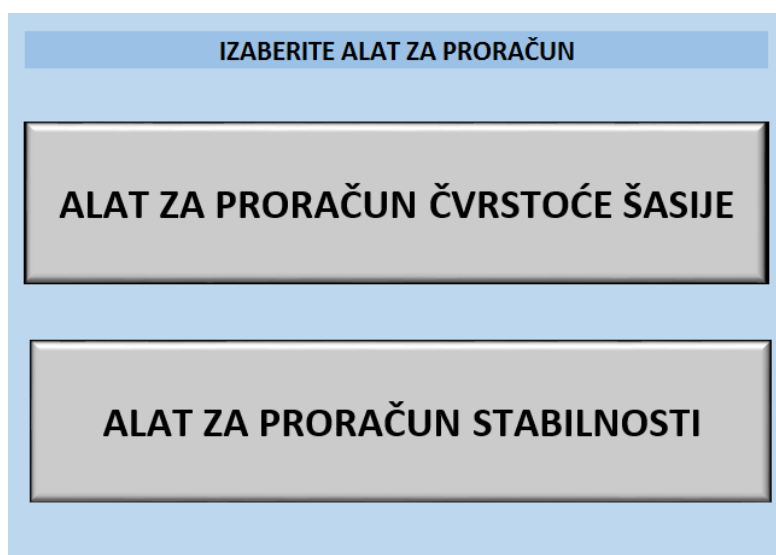 IZABERITE ALAT ZA PRORAČUN
ALAT ZA PRORAČUN ČVRSTOĆE ŠASIJE
ALAT ZA PRORAČUN STABILNOSTI